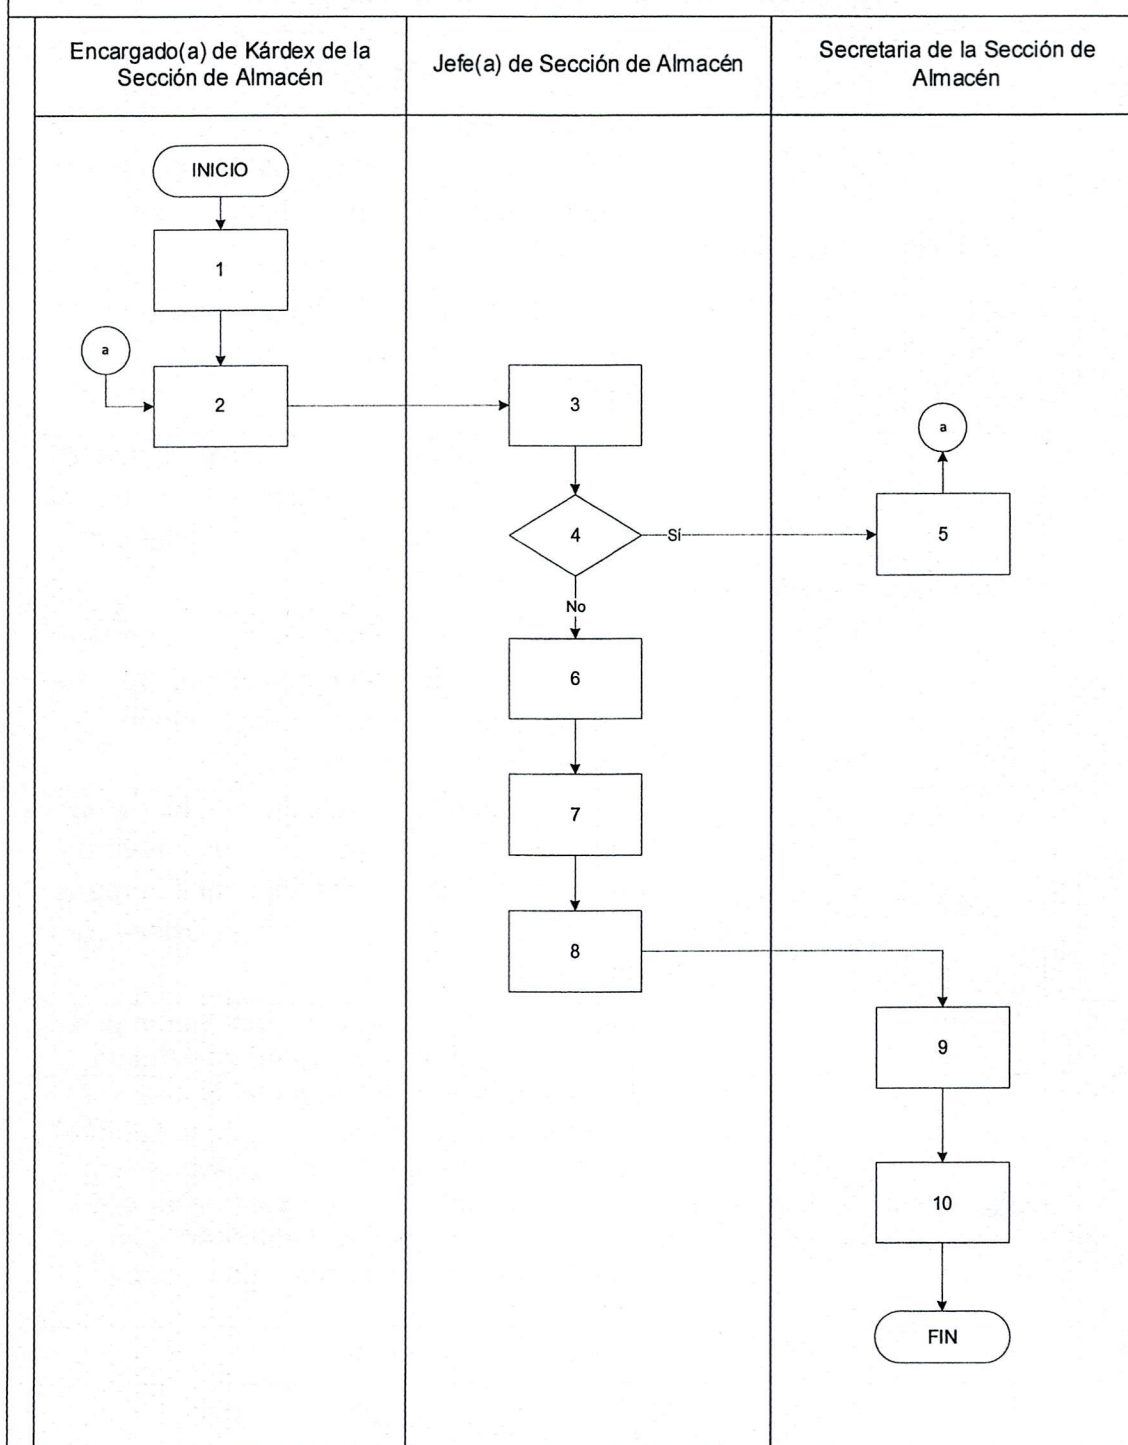 Encargado(a) de Kárdex de la
Sección de Almacén
Jefe(a) de Sección de Almacén
Secretaria de la Sección de
Almacén
INICIO
1
a
2
3
a
4
Sí
5
No
6
7
8
9
10
FIN